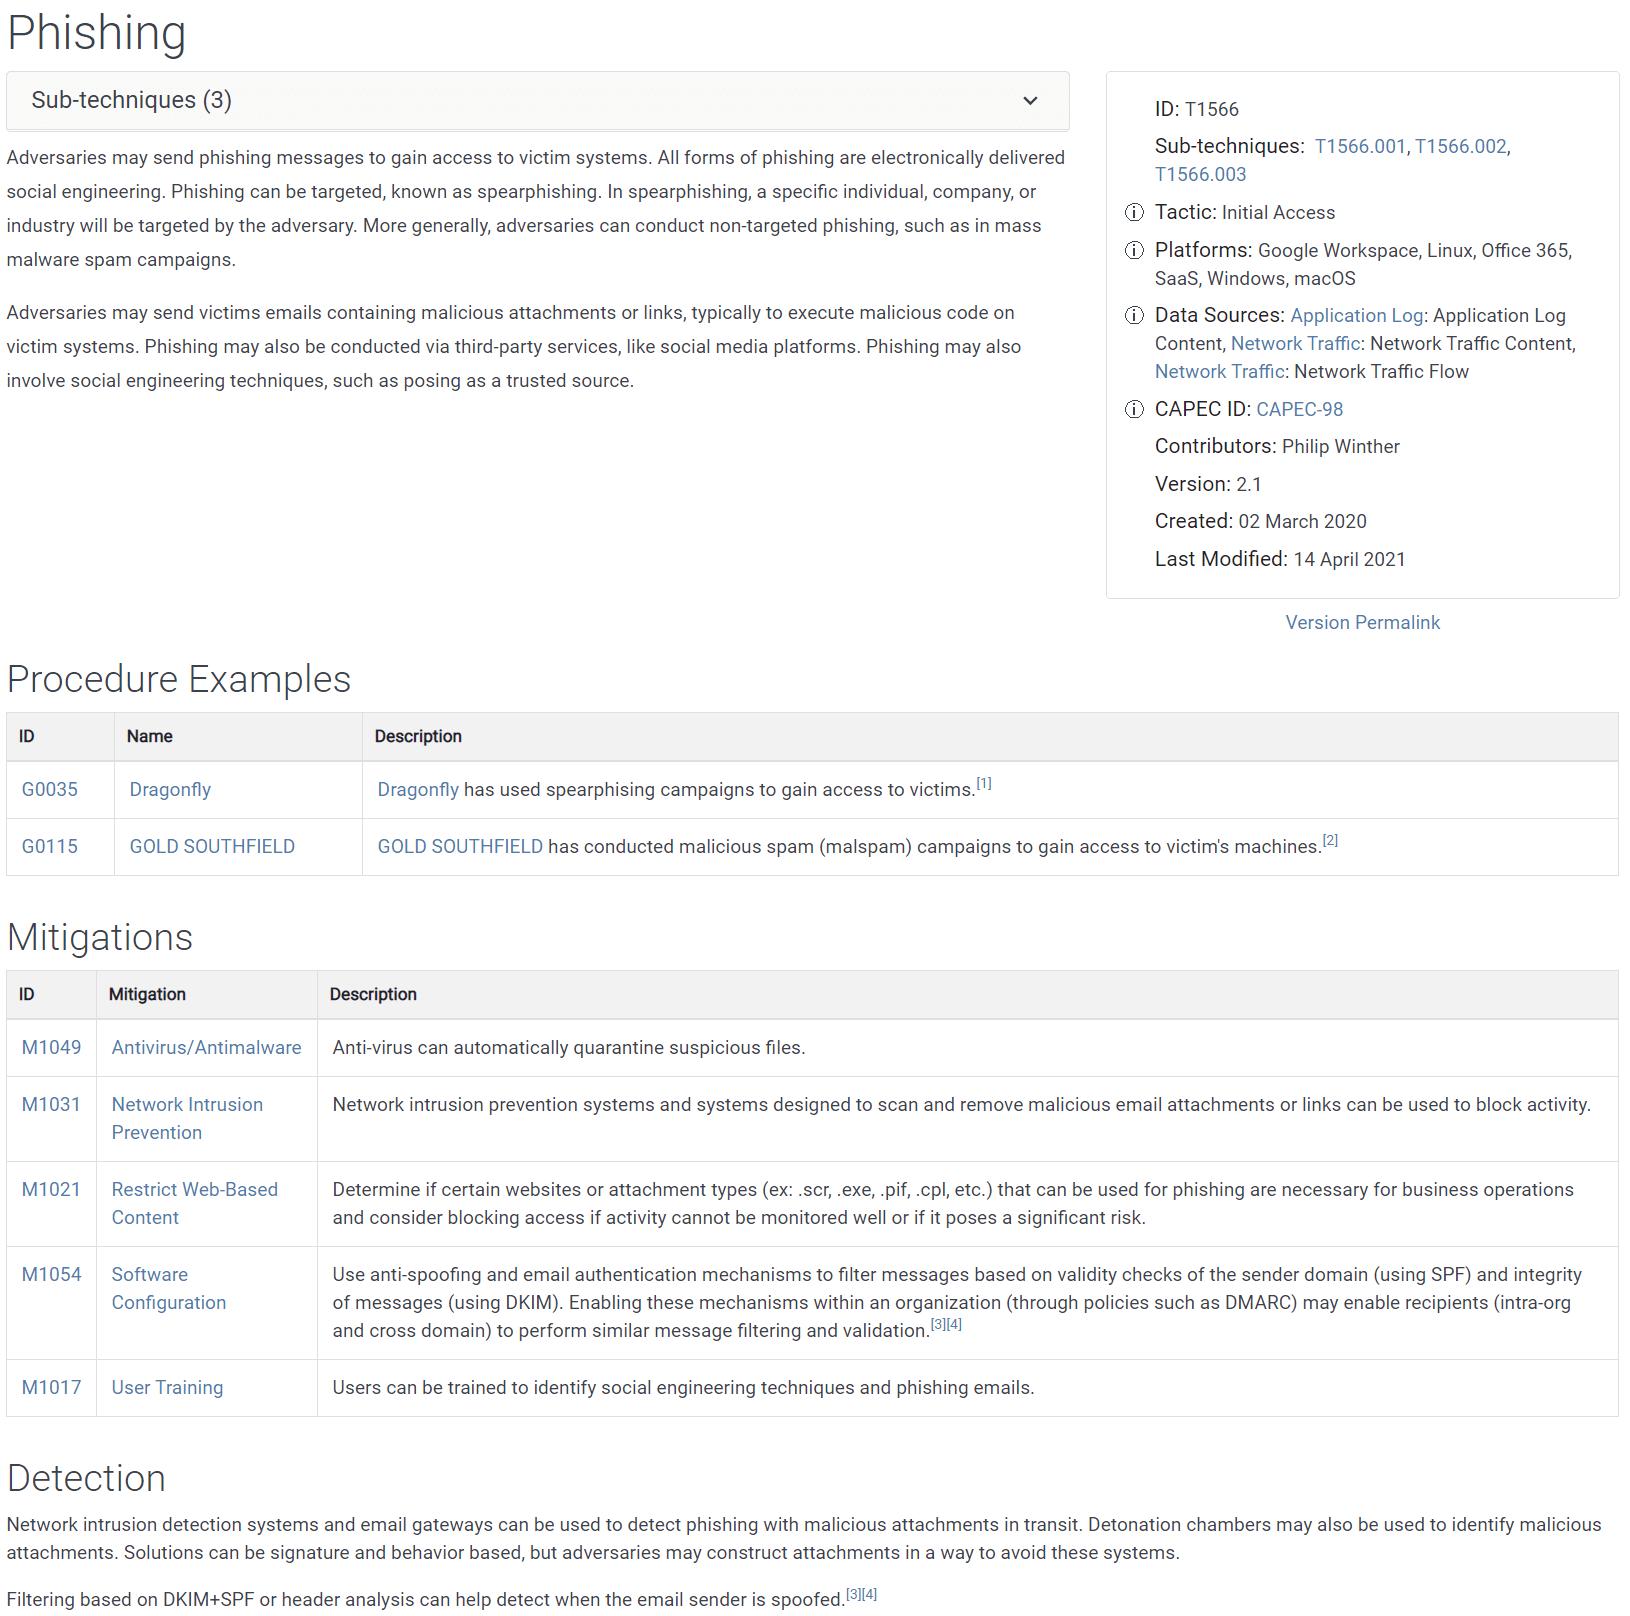 Phishing
Sub-techniques (3)
Adversaries may send phishing messages to gain access to victim systems. All forms of phishing are electronically delivered
social engineering. Phishing can be targeted, known as spearphishing. In spearphishing, a specific individual, company, or
industry will be targeted by the adversary. More generally, adversaries can conduct non-targeted phishing, such as in mass
malware spam campaigns.
Adversaries may send victims emails containing malicious attachments or links, typically to execute malicious code on
victim systems. Phishing may also be conducted via third-party services, like social media platforms. Phishing may also
involve social engineering techniques, such as posing as a trusted source.
ID: T1566
Sub-techniques: T1566.001, T1566.002,
T1566.003
Tactic: Initial Access
Platforms: Google Workspace, Linux, Office 365,
SaaS, Windows, macOS
Data Sources: Application Log: Application Log
Content, Network Traffic: Network Traffic Content,
Network Traffic: Network Traffic Flow
CAPEC ID: CAPEC-98
Contributors: Philip Winther
Version: 2.1
Created: 02 March 2020
Last Modified: 14 April 2021
Version Permalink
Procedure Examples
ID Name Description
G0035 Dragonfly Dragonfly has used spearphising campaigns to gain access to victims.[1]
G0115 GOLD SOUTHFIELD GOLD SOUTHFIELD has conducted malicious spam (malspam) campaigns to gain access to victim's machines.[2]
Mitigations
ID Mitigation Description
M1049 Antivirus/Antimalware Anti-virus can automatically quarantine suspicious files.
M1031 Network Intrusion Network intrusion prevention systems and systems designed to scan and remove malicious email attachments or links can be used to block activity.
Prevention
M1021 Restrict Web-Based Determine if certain websites or attachment types (ex: .scr, .exe, .pif, .cpl, etc.) that can be used for phishing are necessary for business operations
Content and consider blocking access if activity cannot be monitored well or if it poses a significant risk.
M1054 Software Use anti-spoofing and email authentication mechanisms to filter messages based on validity checks of the sender domain (using SPF) and integrity
Configuration of messages (using DKIM). Enabling these mechanisms within an organization (through policies such as DMARC) may enable recipients (intra-org
and cross domain) to perform similar message filtering and validation.[3][4]
M1017 User Training Users can be trained to identify social engineering techniques and phishing emails.
Detection
Network intrusion detection systems and email gateways can be used to detect phishing with malicious attachments in transit. Detonation chambers may also be used to identify malicious
attachments. Solutions can be signature and behavior based, but adversaries may construct attachments in a way to avoid these systems.
Filtering based on DKIM+SPF or header analysis can help detect when the email sender is spoofed.[3][4]